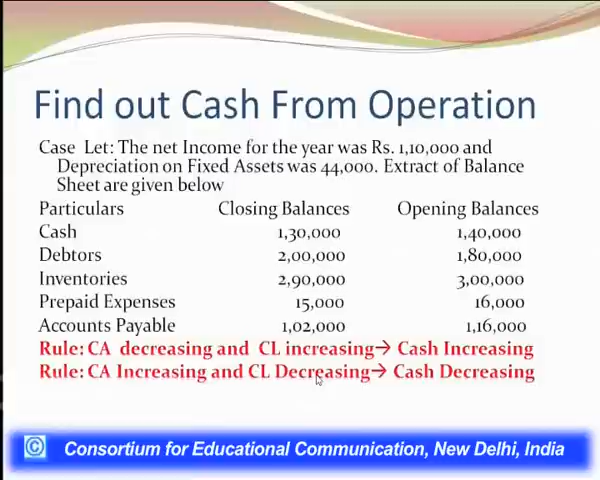 Find out Cash From Operation
Case Let: The net Income for the year was Rs. 1,10,000 and
Depreciation on Fixed Assets was 44,000. Extract of Balance
Sheet are given below
Particulars Closing Balances Opening Balances
Cash 1,30,000 1,40,000
Debtors 2,00,000 1,80,000
Inventories 2,90,000 3,00,000
Prepaid Expenses 15,000 16,000
Accounts Payable 1,02,000 1,16,000
Rule: CA decreasing and CL increasing→ Cash Increasing
Rule: CA Increasing and CL Decreasing→ Cash Decreasing
© Consortium for Educational Communication, New Delhi, India